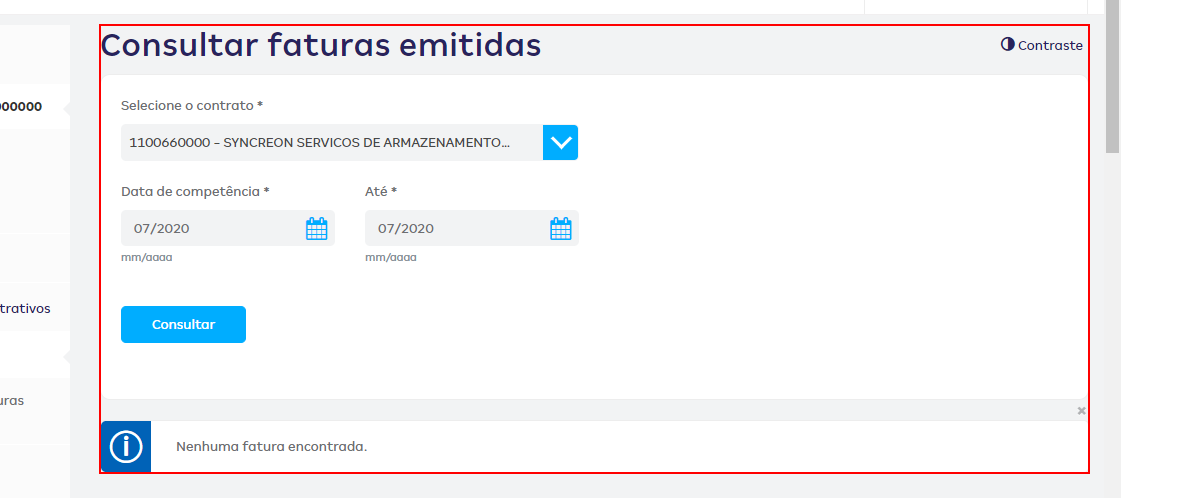 Consultar faturas emitidas
Contraste
000000
Selecione o contrato *
1100660000 - SYNCREON SERVICOS DE ARMAZENAMENTO...
Data de competência *
Até *
07/2020
07/2020
mm/aaaa
mm/aaaa
trativos
Consultar
uras
Nenhuma fatura encontrada.